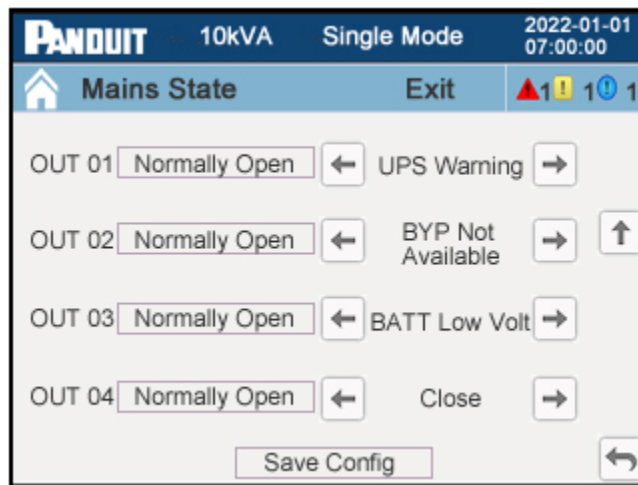 PANDUIT 10kVA Single Mode 2022-01-01
07:00:00
Mains State Exit 1 1 1
OUT 01 Normally Open UPS Warning
OUT 02 Normally Open BYP Not
Available
OUT 03 Normally Open BATT Low Volt
OUT 04 Normally Open Close
Save Config